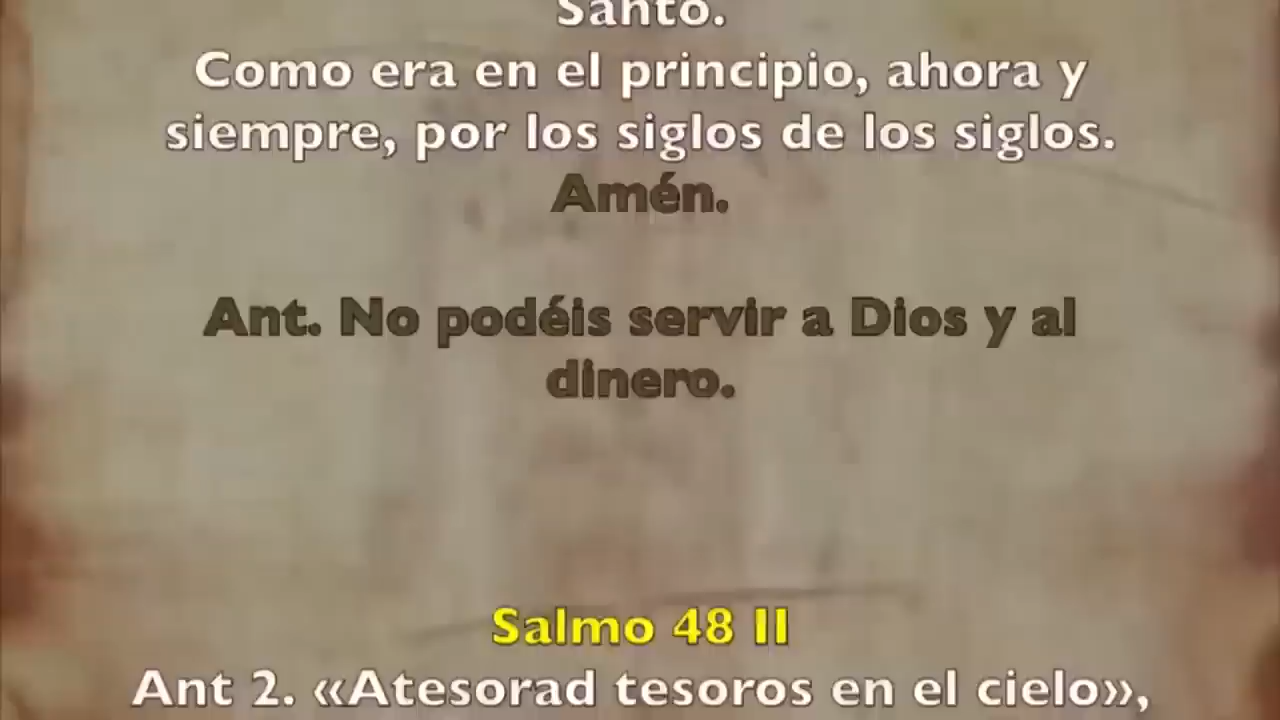 Santo.
Como era en el principio, ahora y
siempre, por los siglos de los siglos.
Amén.
Ant. No podéis servir a Dios y al
dinero.
Salmo 48 II
Ant 2. «Atesorad tesoros en el cielo»,